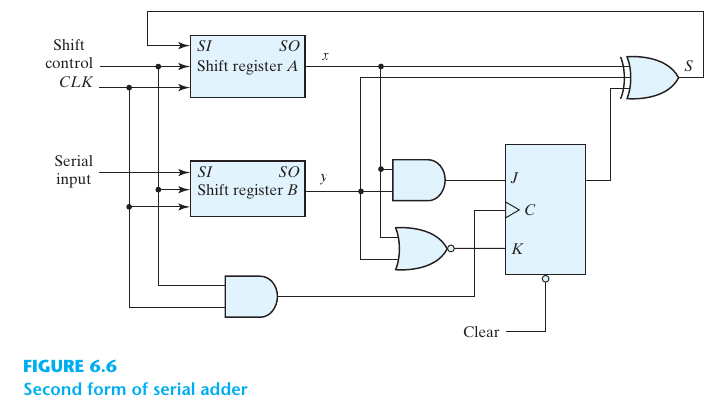 Shift
control
CLK
SI SO
Shift register A
x
S
Serial
input
SI SO
Shift register B
y
J
C
K
Clear
FIGURE 6.6
Second form of serial adder